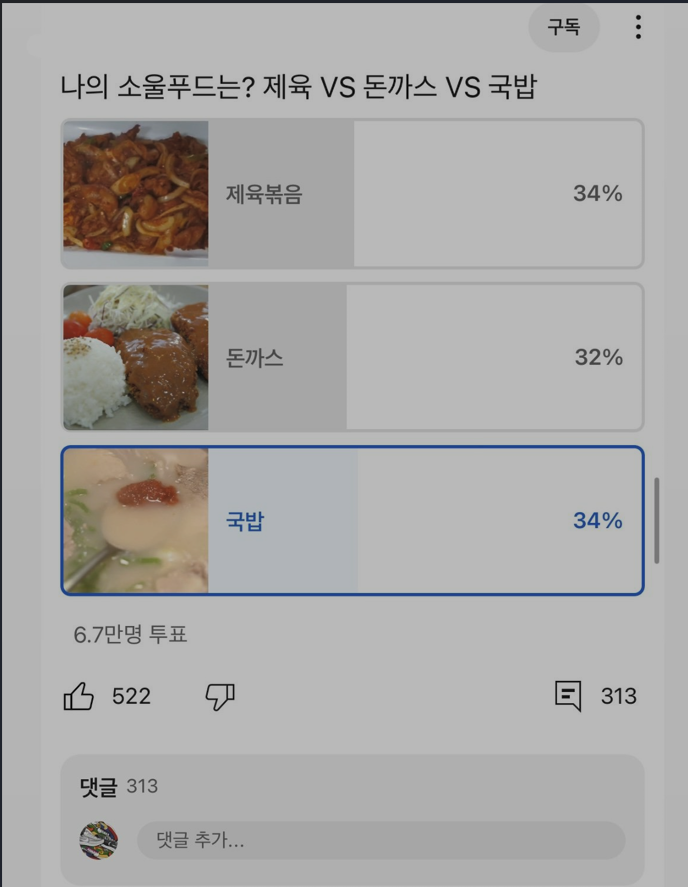 구독
나의 소울푸드는? 제육 VS 돈까스 VS 국밥
제육볶음 34%
돈까스 32%
국밥 34%
6.7만명 투표
522 313
댓글 313
댓글 추가...